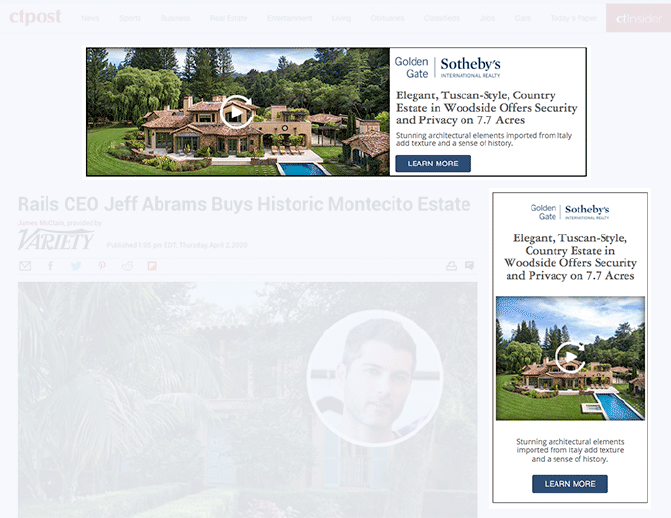 ctpost
News Sports Business Real Estate Entertainment Living Obituaries Classifieds Jobs Cars Today's Paper
ctinsider
Golden Gate | Sotheby's
INTERNATIONAL REALTY
Elegant, Tuscan-Style, Country
Estate in Woodside Offers Security
and Privacy on 7.7 Acres
Stunning architectural elements imported from Italy
add texture and a sense of history.
LEARN MORE
Rails CEO Jeff Abrams Buys Historic Montecito Estate
James McClain, provided by
VARIETY
Published 1:05 pm EDT, Thursday, April 2, 2020
Golden Gate | Sotheby's
INTERNATIONAL REALTY
Elegant, Tuscan-Style,
Country Estate in
Woodside Offers Security
and Privacy on 7.7 Acres
Stunning architectural elements
imported from Italy add texture
and a sense of history.
LEARN MORE